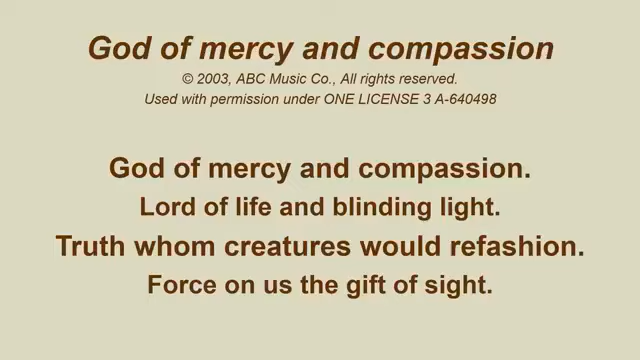 God of mercy and compassion
© 2003, ABC Music Co., All rights reserved.
Used with permission under ONE LICENSE 3 A-640498
God of mercy and compassion.
Lord of life and blinding light.
Truth whom creatures would refashion.
Force on us the gift of sight.